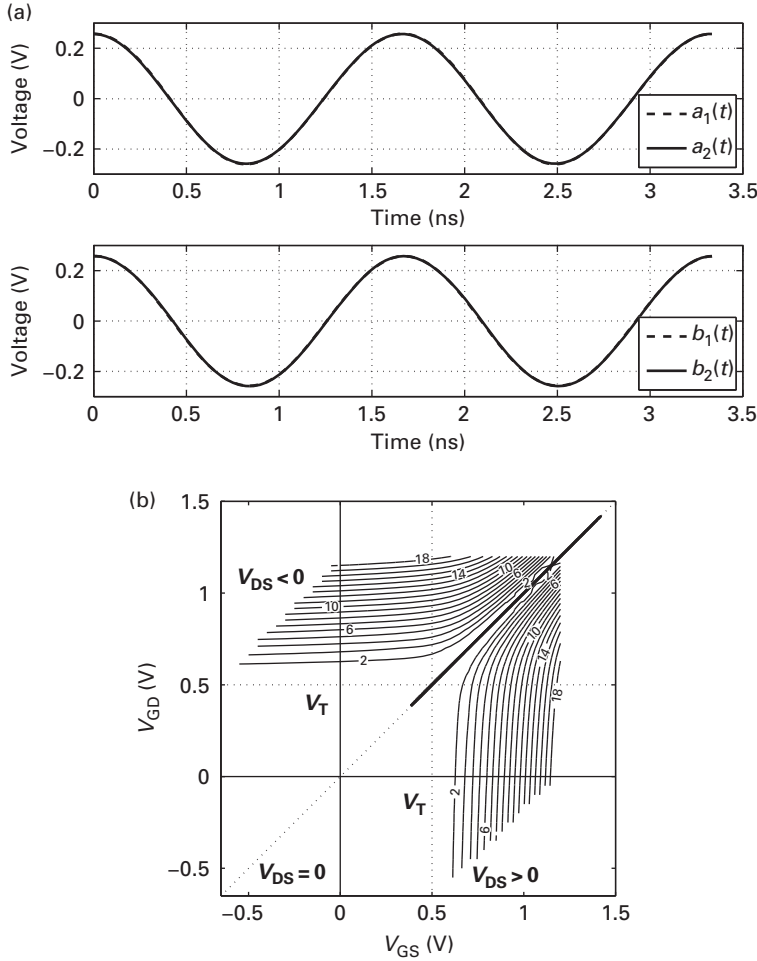 (a)
Voltage (V)
0.2
0
−0.2
a1(t)
a2(t)
0 0.5 1 1.5 2 2.5 3 3.5
Time (ns)
Voltage (V)
0.2
0
−0.2
b1(t)
b2(t)
0 0.5 1 1.5 2 2.5 3 3.5
Time (ns)
(b)
1.5
1
0.5
0
−0.5
VGD (V)
VDS < 0
18
14
10
6
2
10
6
2
2
6
10
14
18
2
6
VT
VT
VDS = 0
VDS > 0
−0.5 0 0.5 1 1.5
VGS (V)